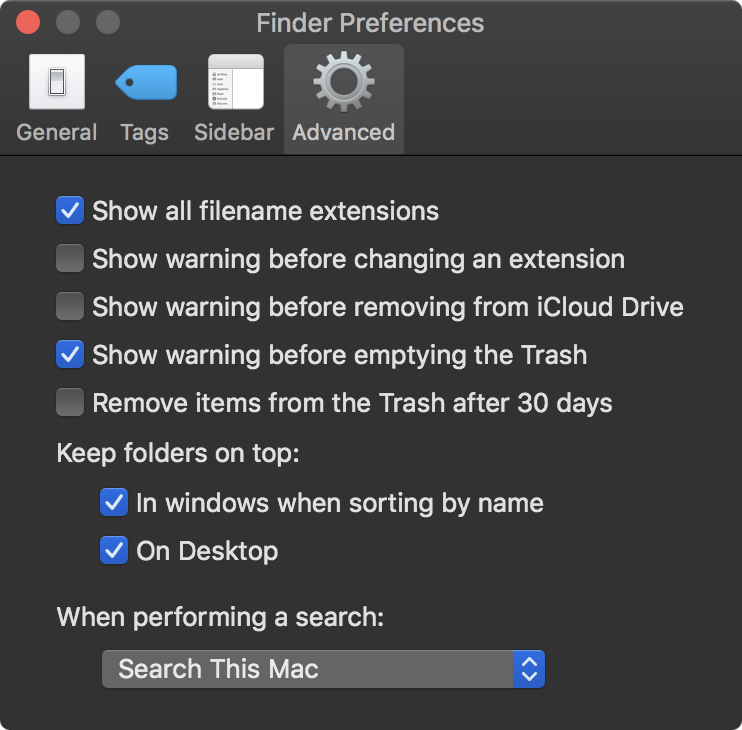 Finder Preferences
General Tags Sidebar Advanced
Show all filename extensions
Show warning before changing an extension
Show warning before removing from iCloud Drive
Show warning before emptying the Trash
Remove items from the Trash after 30 days
Keep folders on top:
In windows when sorting by name
On Desktop
When performing a search:
Search This Mac